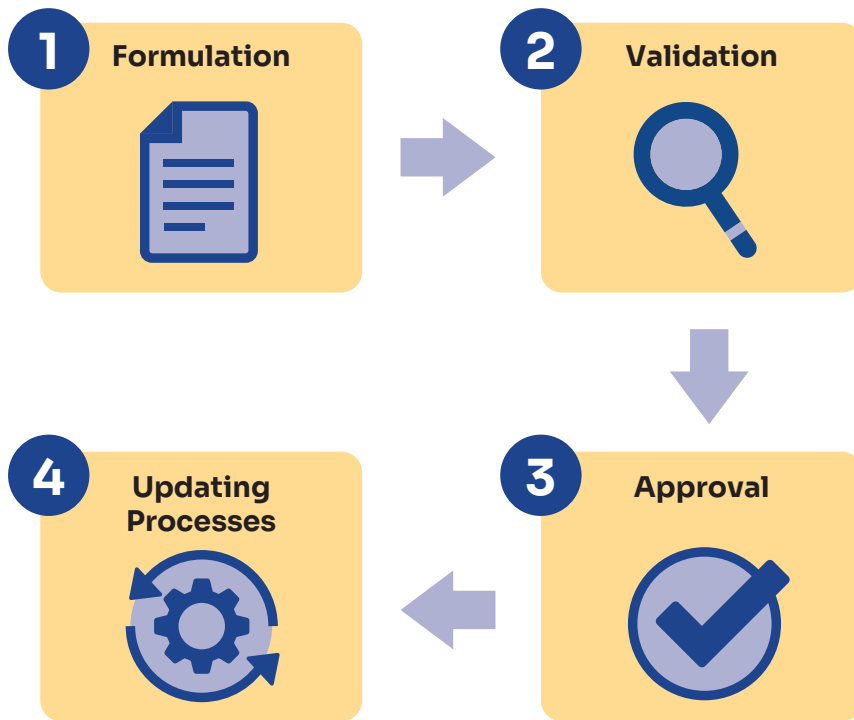 1
Formulation
2
Validation
3
Approval
4
Updating
Processes